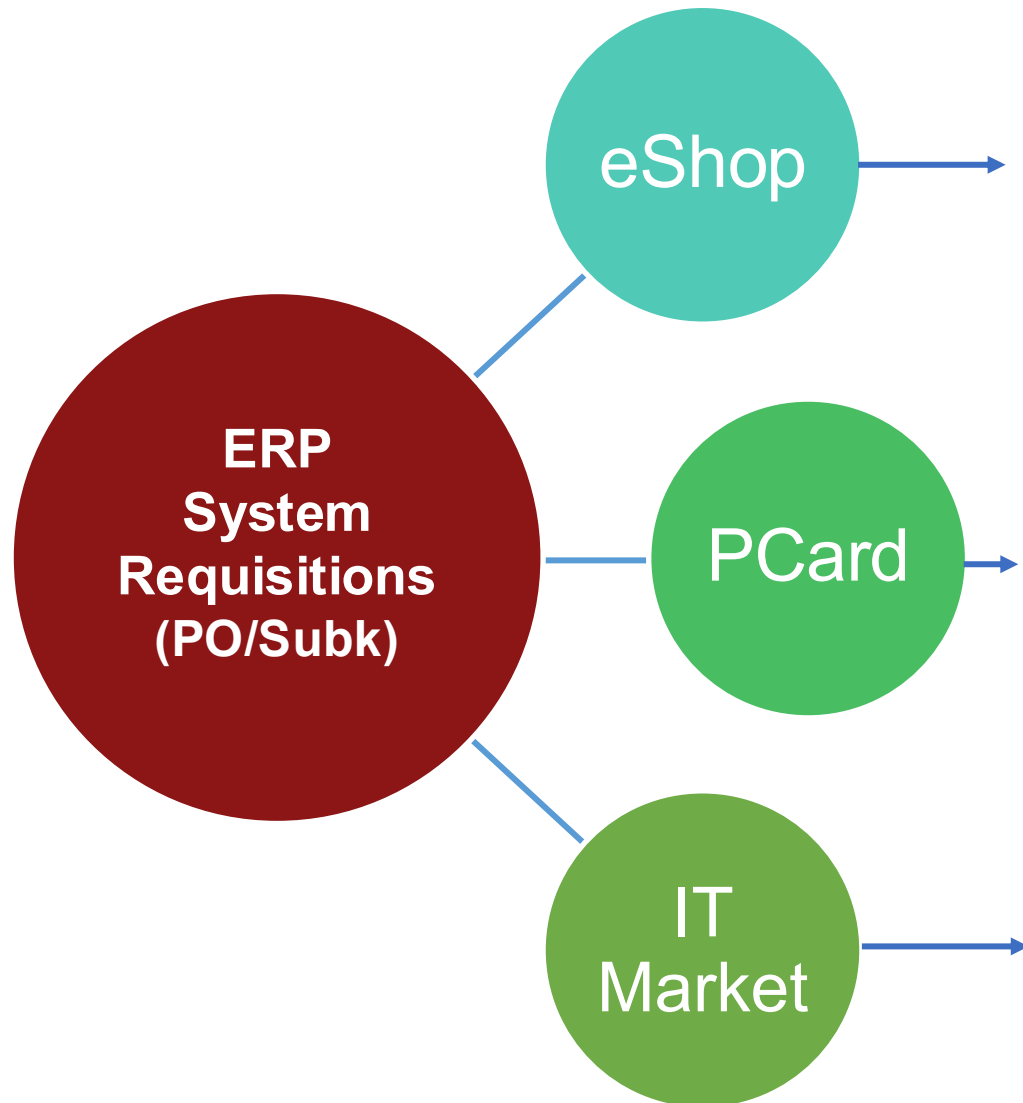 eShop
ERP
System
Requisitions
(PO/Subk)
PCard
IT
Market